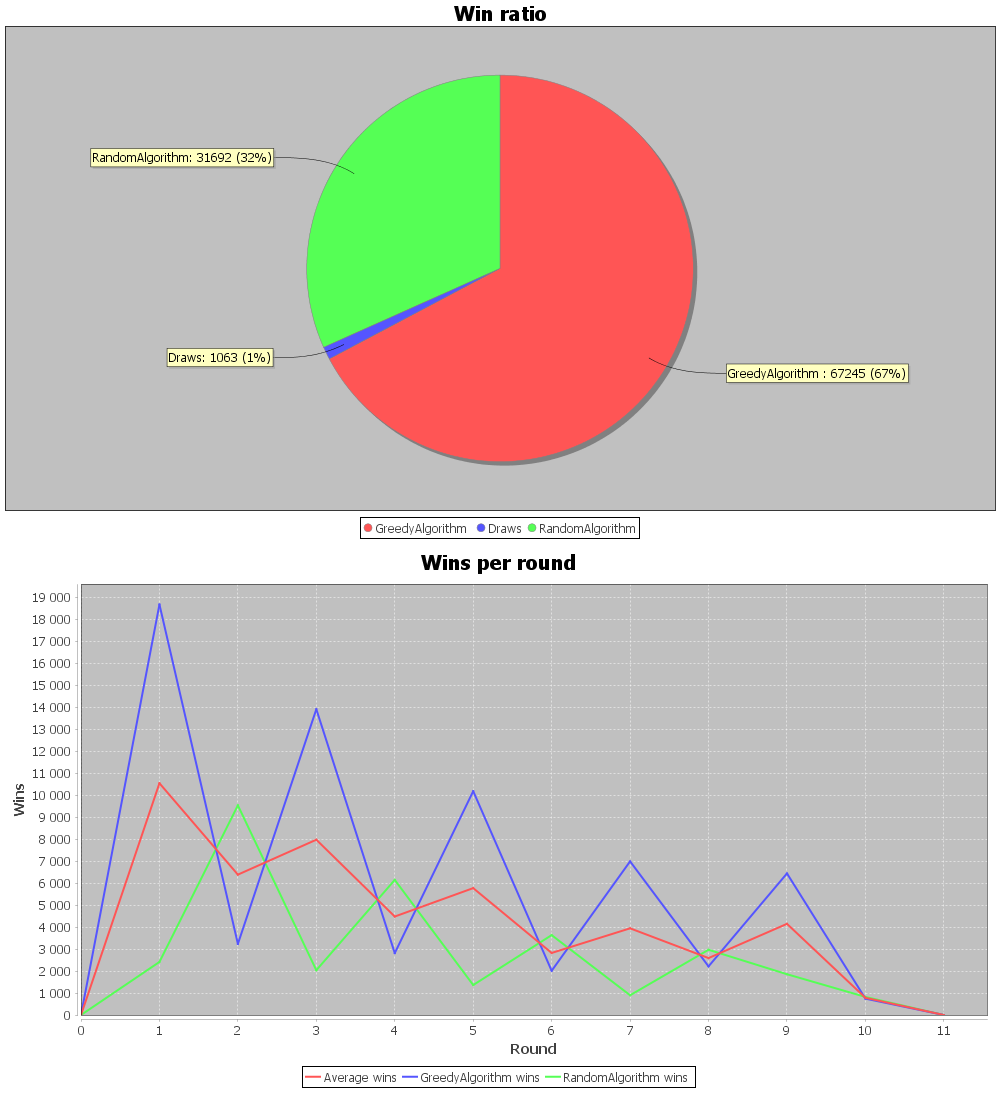 Win ratio
RandomAlgorithm: 31692 (32%)
Draws: 1063 (1%)
GreedyAlgorithm : 67245 (67%)
GreedyAlgorithm Draws RandomAlgorithm
Wins per round
19 000
18 000
17 000
16 000
15 000
14 000
13 000
12 000
11 000
10 000
9 000
8 000
7 000
6 000
5 000
4 000
3 000
2 000
1 000
0
Wins
0 1 2 3 4 5 6 7 8 9 10 11
Round
Average wins GreedyAlgorithm wins RandomAlgorithm wins